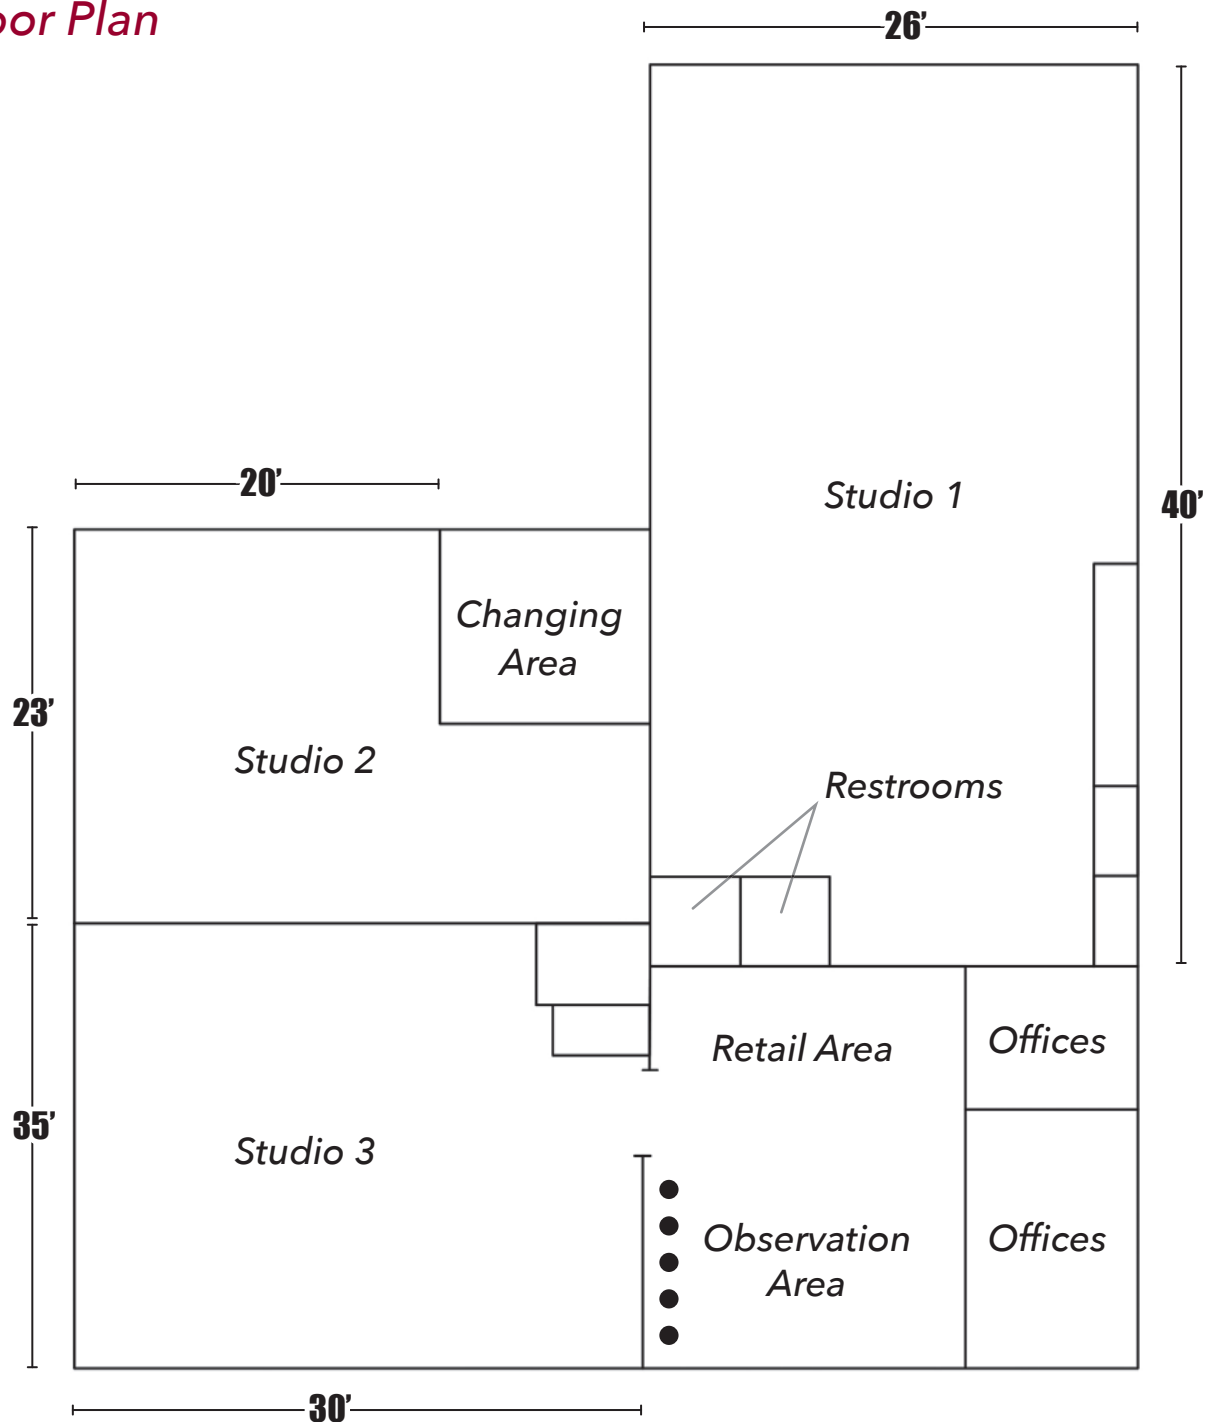 oor Plan
26'
20'
Studio 1
40'
Changing
Area
23'
Studio 2
Restrooms
Retail Area
Offices
35'
Studio 3
Observation
Area
Offices
30'